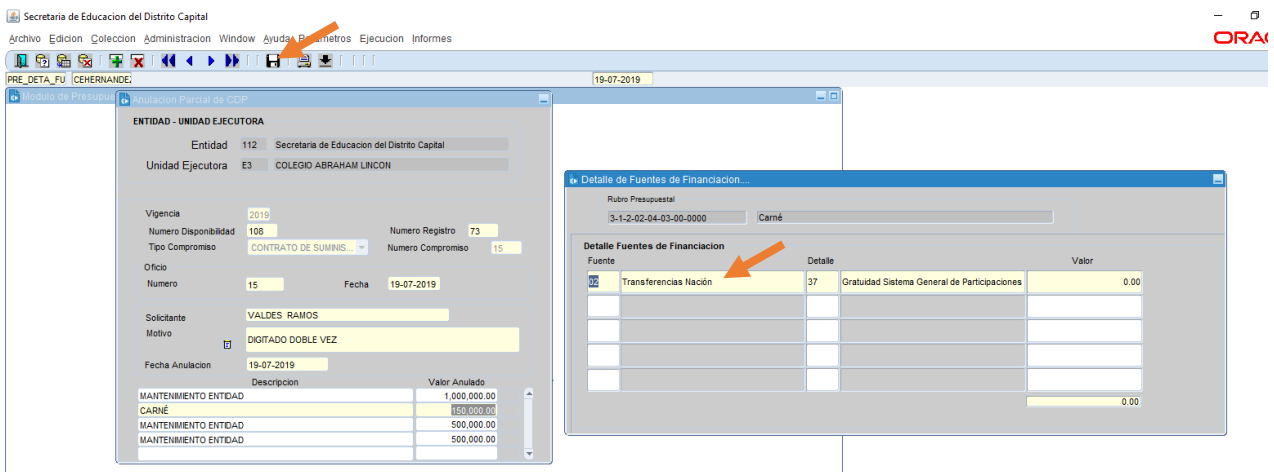 Secretaria de Educacion del Distrito Capital
Archivo Edicion Coleccion Administracion Window Ayuda Ejecucion Informes
ORAC
PRE_DETA_FU CEHERNANDE: 19-07-2019
Modulo de Presupue
Anulacion Parcial de CDP
ENTIDAD - UNIDAD EJECUTORA
Entidad 112 Secretaria de Educacion del Distrito Capital
Unidad Ejecutora E3 COLEGIO ABRAHAM LINCON
Vigencia 2019
Numero Disponibilidad 108 Numero Registro 73
Tipo Compromiso CONTRATO DE SUMINIS... Numero Compromiso 15
Oficio
Numero 15 Fecha 19-07-2019
Solicitante VALDES RAMOS
Motivo DIGITADO DOBLE VEZ
Fecha Anulacion 19-07-2019
Descripcion Valor Anulado
MANTENIMIENTO ENTIDAD 1,000,000.00
CARNÉ 150,000.00
MANTENIMIENTO ENTIDAD 500,000.00
MANTENIMIENTO ENTIDAD 500,000.00
Detalle de Fuentes de Financiacion....
Rubro Presupuestal
3-1-2-02-04-03-00-0000 Carné
Detalle Fuentes de Financiacion
Fuente Detalle Valor
02 Transferencias Nación 37 Gratuidad Sistema General de Participaciones 0.00
0.00